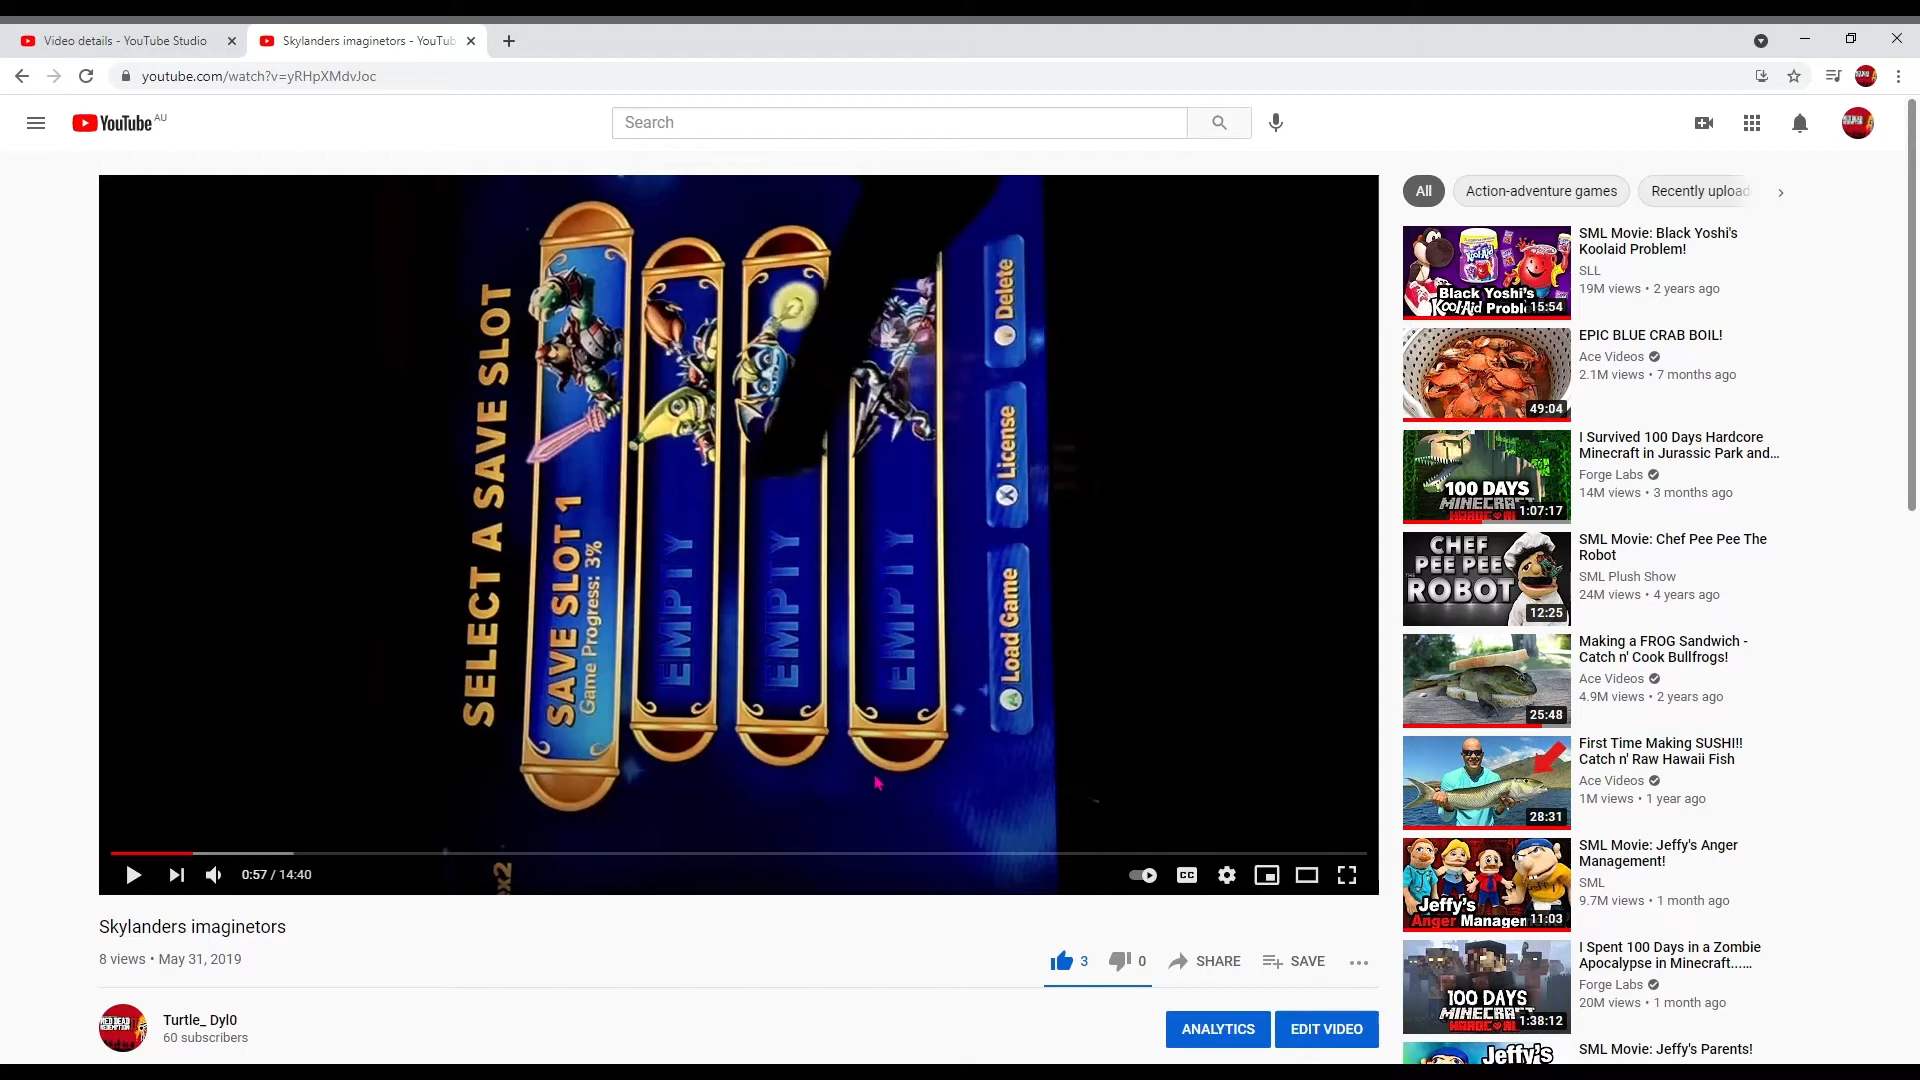 Video details - YouTube Studio
Skylanders imaginetors - YouTub
youtube.com/watch?v=yRHpXMdvJoc
YouTube AU
Search
SELECT A SAVE SLOT
SAVE SLOT 1
Game Progress: 3%
EMPTY
EMPTY
EMPTY
Load Game
License
Delete
0:57 / 14:40
Skylanders imaginetors
8 views • May 31, 2019
3
0
SHARE
SAVE
Turtle_ Dyl0
60 subscribers
ANALYTICS
EDIT VIDEO
All
Action-adventure games
Recently upload
Black Yoshi's
Kool-Aid Proble
15:54
SML Movie: Black Yoshi's
Koolaid Problem!
SLL
19M views • 2 years ago
49:04
EPIC BLUE CRAB BOIL!
Ace Videos
2.1M views • 7 months ago
100 DAYS
MINECRAFT
HARDCORE
1:07:17
I Survived 100 Days Hardcore
Minecraft in Jurassic Park and...
Forge Labs
14M views • 3 months ago
CHEF
PEE PEE
THE
ROBOT
12:25
SML Movie: Chef Pee Pee The
Robot
SML Plush Show
24M views • 4 years ago
25:48
Making a FROG Sandwich -
Catch n' Cook Bullfrogs!
Ace Videos
4.9M views • 2 years ago
28:31
First Time Making SUSHI!!
Catch n' Raw Hawaii Fish
Ace Videos
1M views • 1 year ago
Jeffy's
Anger Managem
11:03
SML Movie: Jeffy's Anger
Management!
SML
9.7M views • 1 month ago
100 DAYS
MINECRAFT
HARDCORE
1:38:12
I Spent 100 Days in a Zombie
Apocalypse in Minecraft......
Forge Labs
20M views • 1 month ago
Jeffy's
SML Movie: Jeffy's Parents!